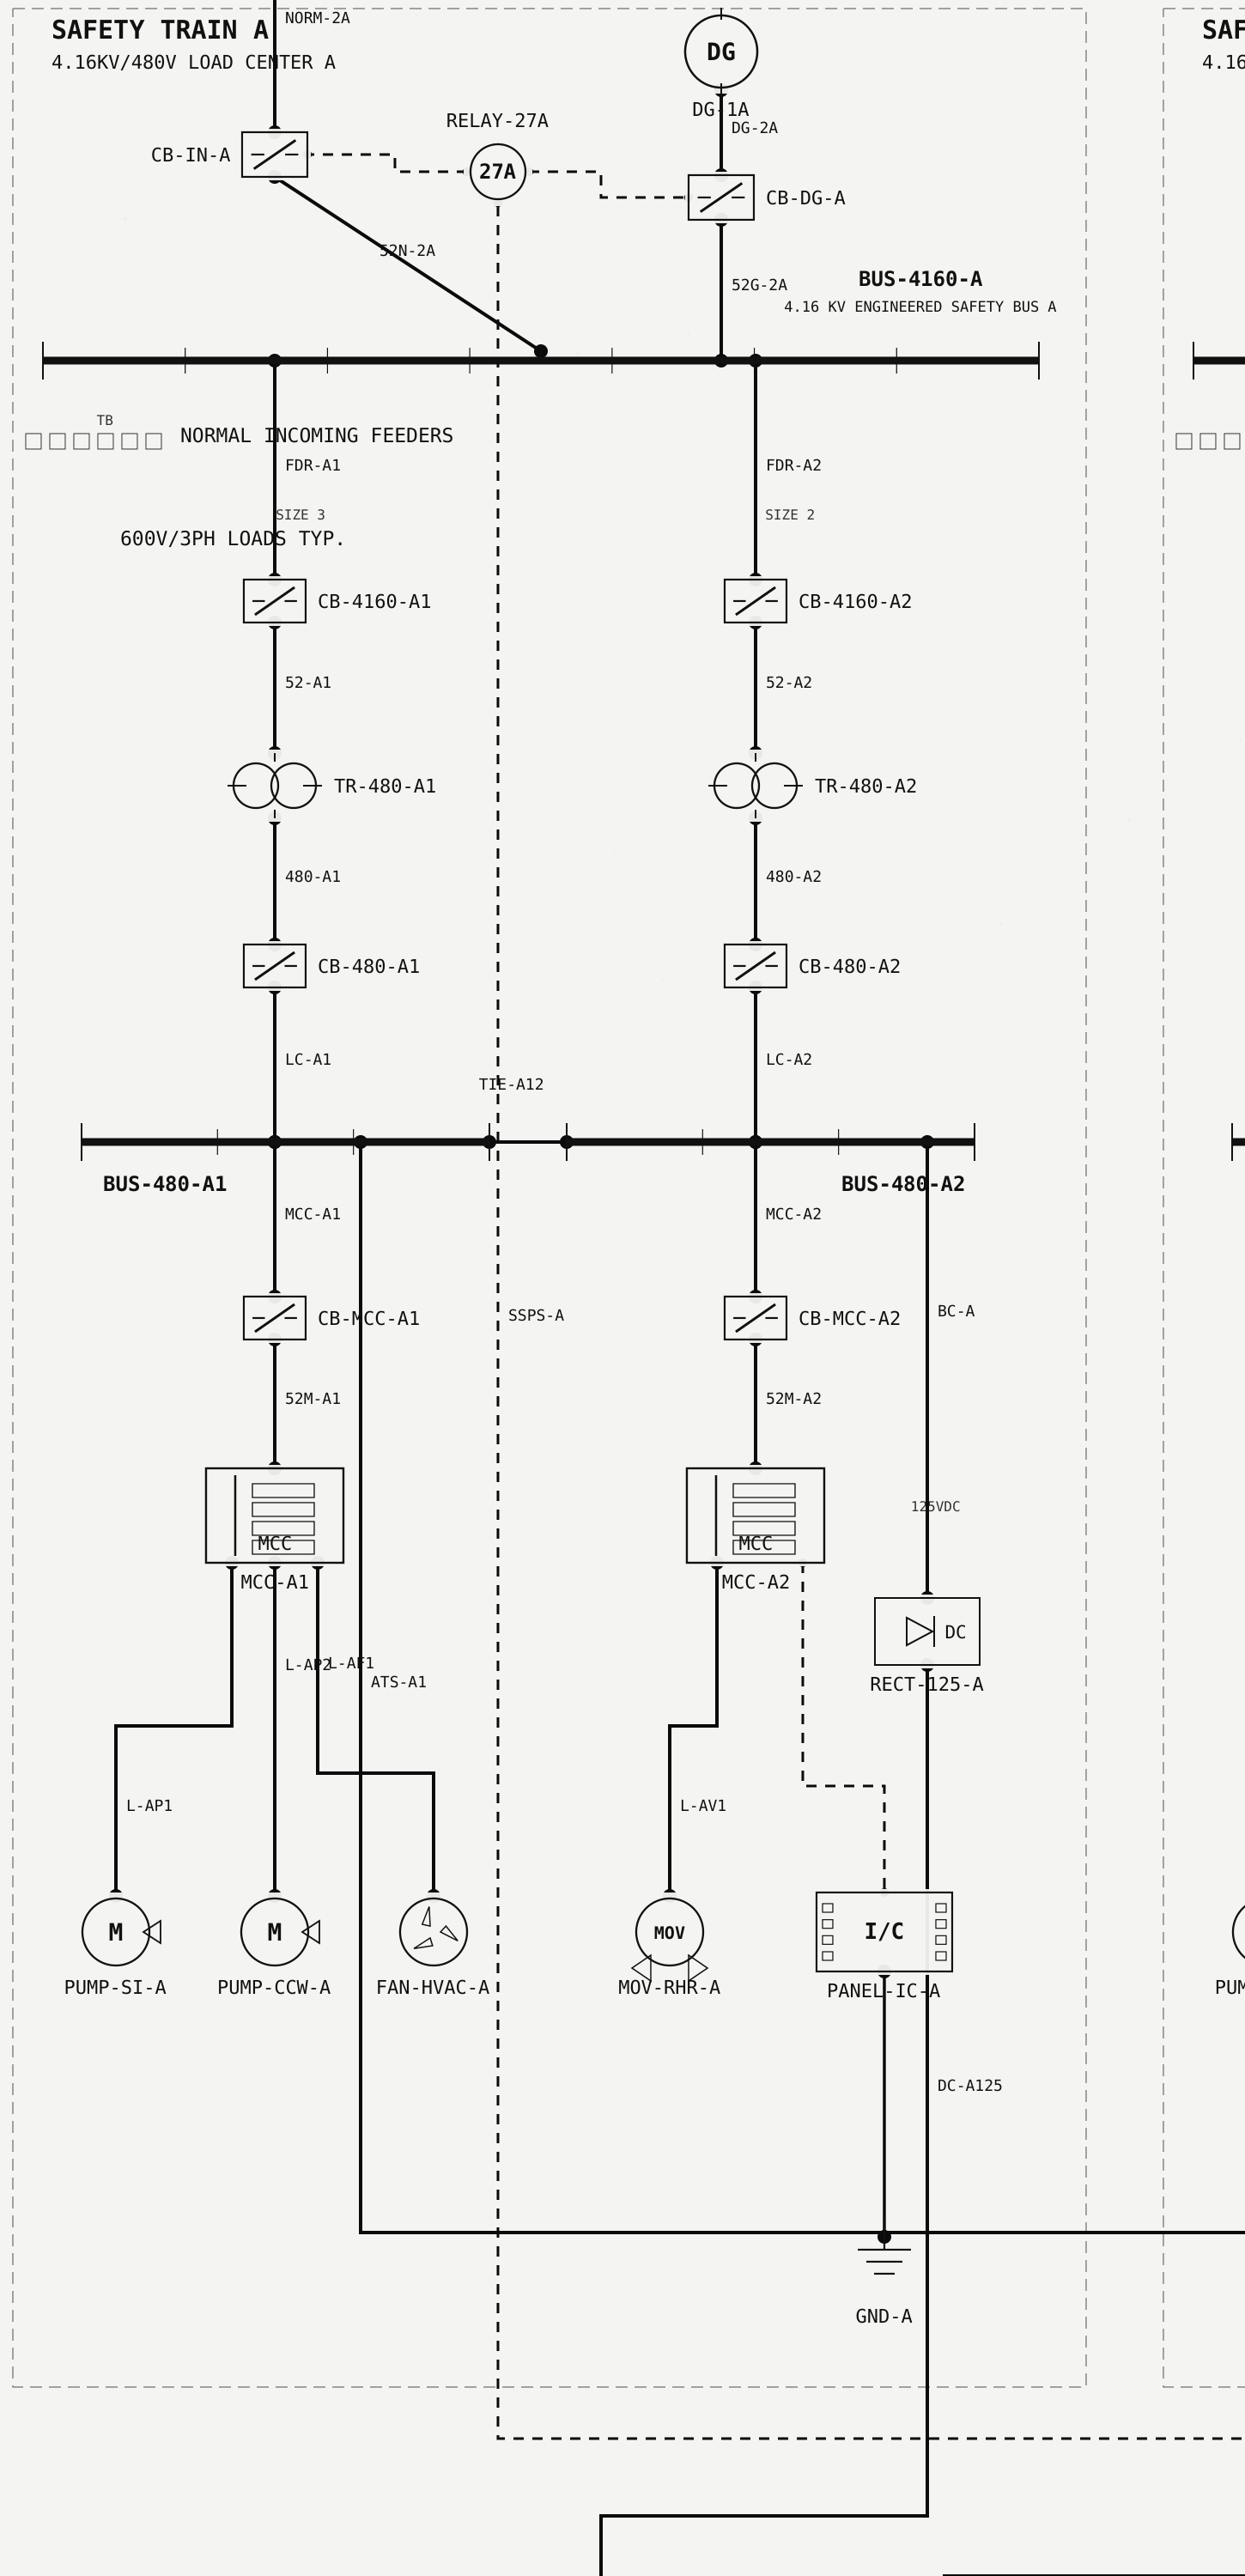 NORM-2A
SAFETY TRAIN A
SAF
DG
4.16KV/480V LOAD CENTER A
4.16
DG-1A
RELAY-27A
DG-2A
CB-IN-A
27A
CB-DG-A
52N-2A
BUS-4160-A
52G-2A
4.16 KV ENGINEERED SAFETY BUS A
TB
NORMAL INCOMING FEEDERS
FDR-A1
FDR-A2
SIZE 3
SIZE 2
600V/3PH LOADS TYP.
CB-4160-A1
CB-4160-A2
52-A1
52-A2
TR-480-A1
TR-480-A2
480-A1
480-A2
CB-480-A1
CB-480-A2
LC-A1
LC-A2
TIE-A12
BUS-480-A1
BUS-480-A2
MCC-A1
MCC-A2
CB-MCC-A1
SSPS-A
CB-MCC-A2
BC-A
52M-A1
52M-A2
125VDC
MCC
MCC
MCC-A1
MCC-A2
DC
L-AP2
L-AF1
ATS-A1
RECT-125-A
L-AP1
L-AV1
M
M
MOV
I/C
PUMP-SI-A
PUMP-CCW-A
FAN-HVAC-A
MOV-RHR-A
PANEL-IC-A
PUM
DC-A125
GND-A